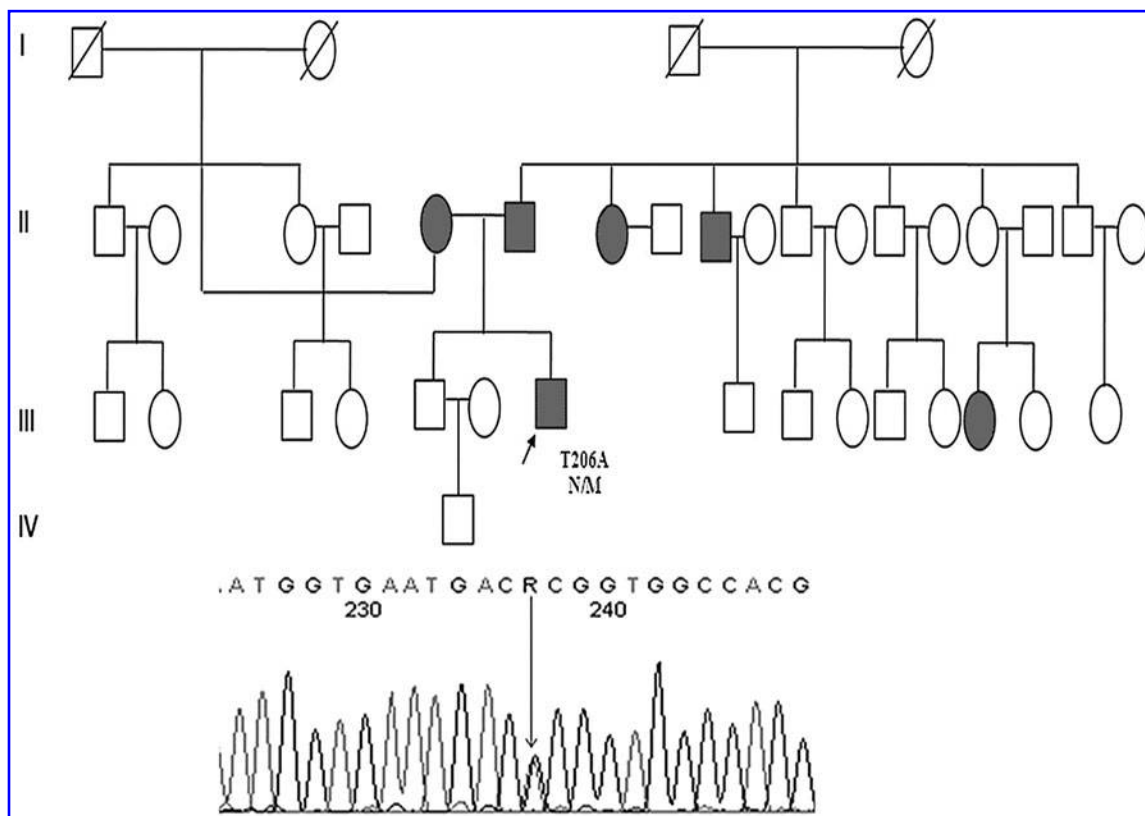 I
II
III
T206A
N/M
IV
.ATGGTGAATGACRCGGTGGCCACG
230 240